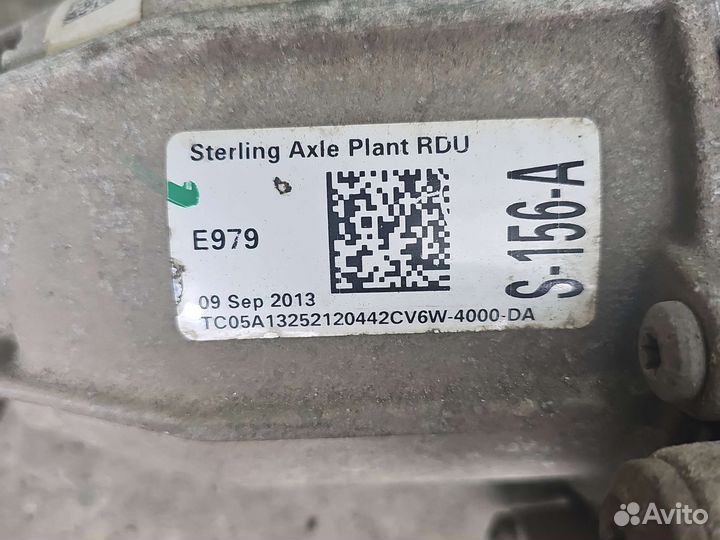 Sterling Axle Plant RDU
E979
09 Sep 2013
TC05A13252120442CV6W-4000-DA
S-156-A
Avito